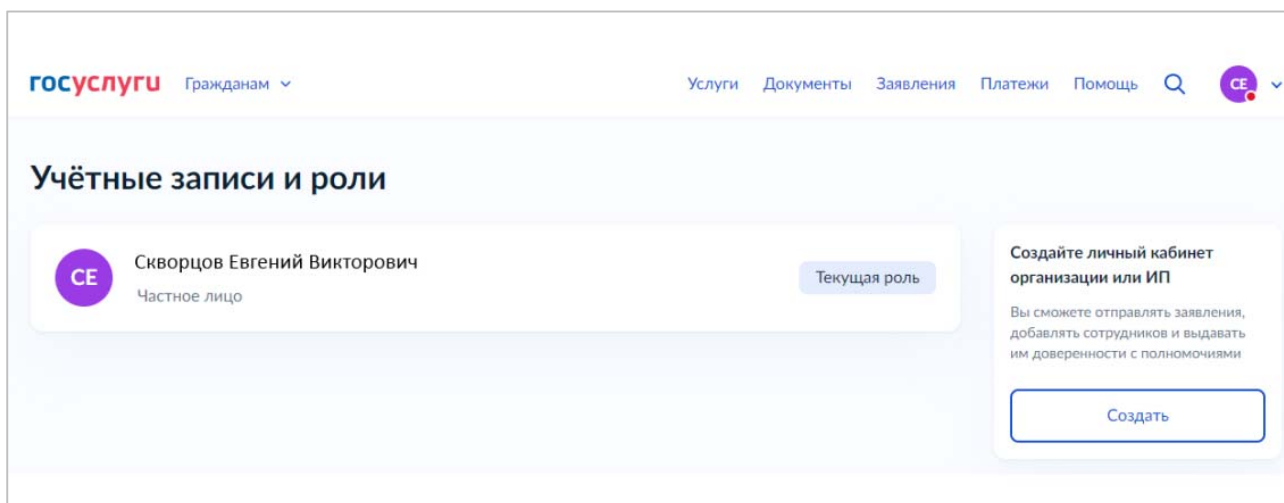 госуслуги Гражданам Услуги Документы Заявления Платежи Помощь СЕ
Учётные записи и роли
СЕ
Скворцов Евгений Викторович
Частное лицо
Текущая роль
Создайте личный кабинет
организации или ИП
Вы сможете отправлять заявления,
добавлять сотрудников и выдавать
им доверенности с полномочиями
Создать